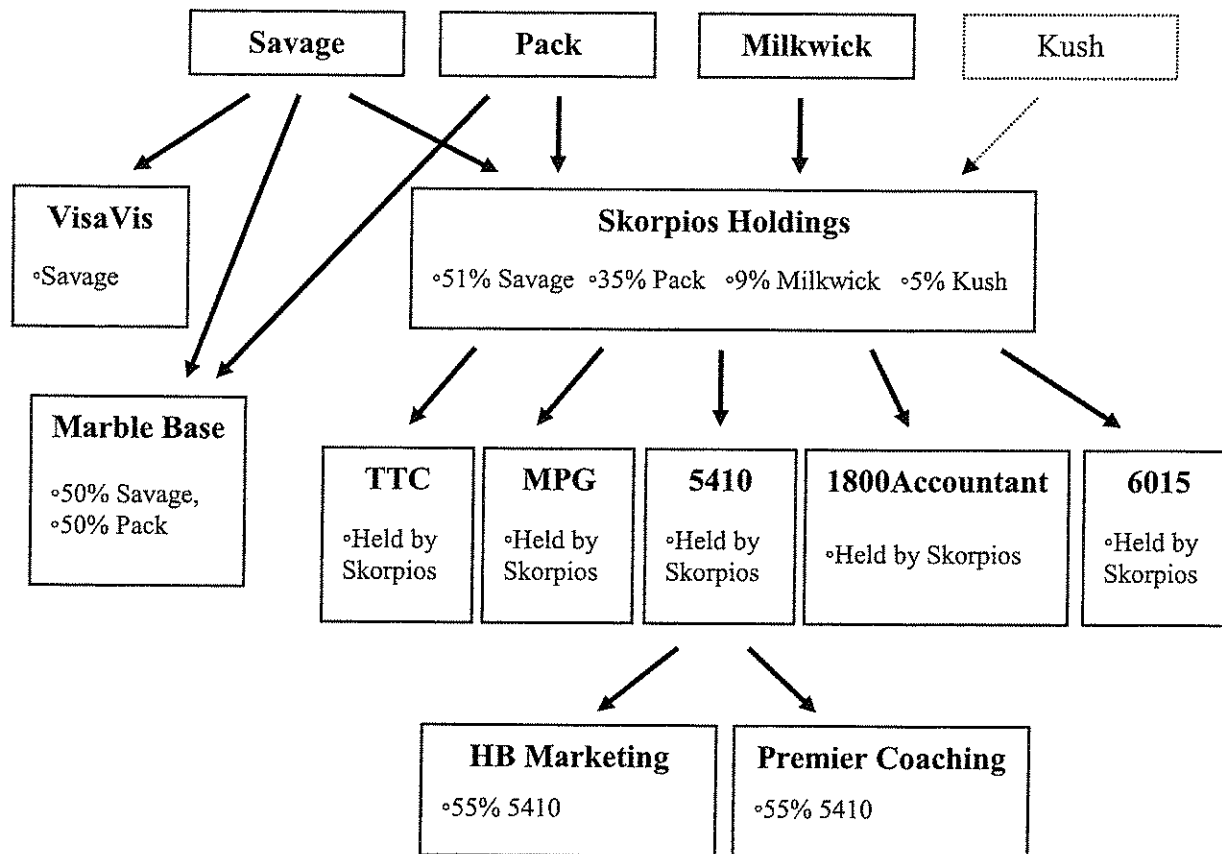 Savage
Pack
Milkwick
Kush
VisaVis
◦Savage
Skorpios Holdings
◦51% Savage ◦35% Pack ◦9% Milkwick ◦5% Kush
Marble Base
◦50% Savage,
◦50% Pack
TTC
◦Held by
Skorpios
MPG
◦Held by
Skorpios
5410
◦Held by
Skorpios
1800Accountant
◦Held by Skorpios
6015
◦Held by
Skorpios
HB Marketing
◦55% 5410
Premier Coaching
◦55% 5410